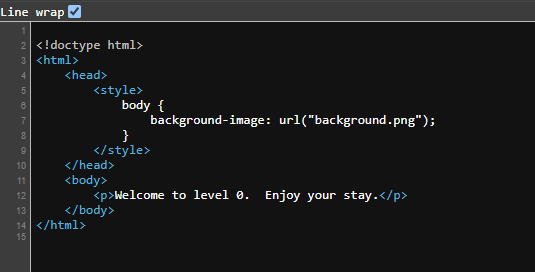 Line wrap
1
2 <!doctype html>
3 <html>
4     <head>
5         <style>
6             body {
7                 background-image: url("background.png");
8             }
9         </style>
10     </head>
11     <body>
12         <p>Welcome to level 0.  Enjoy your stay.</p>
13     </body>
14 </html>
15